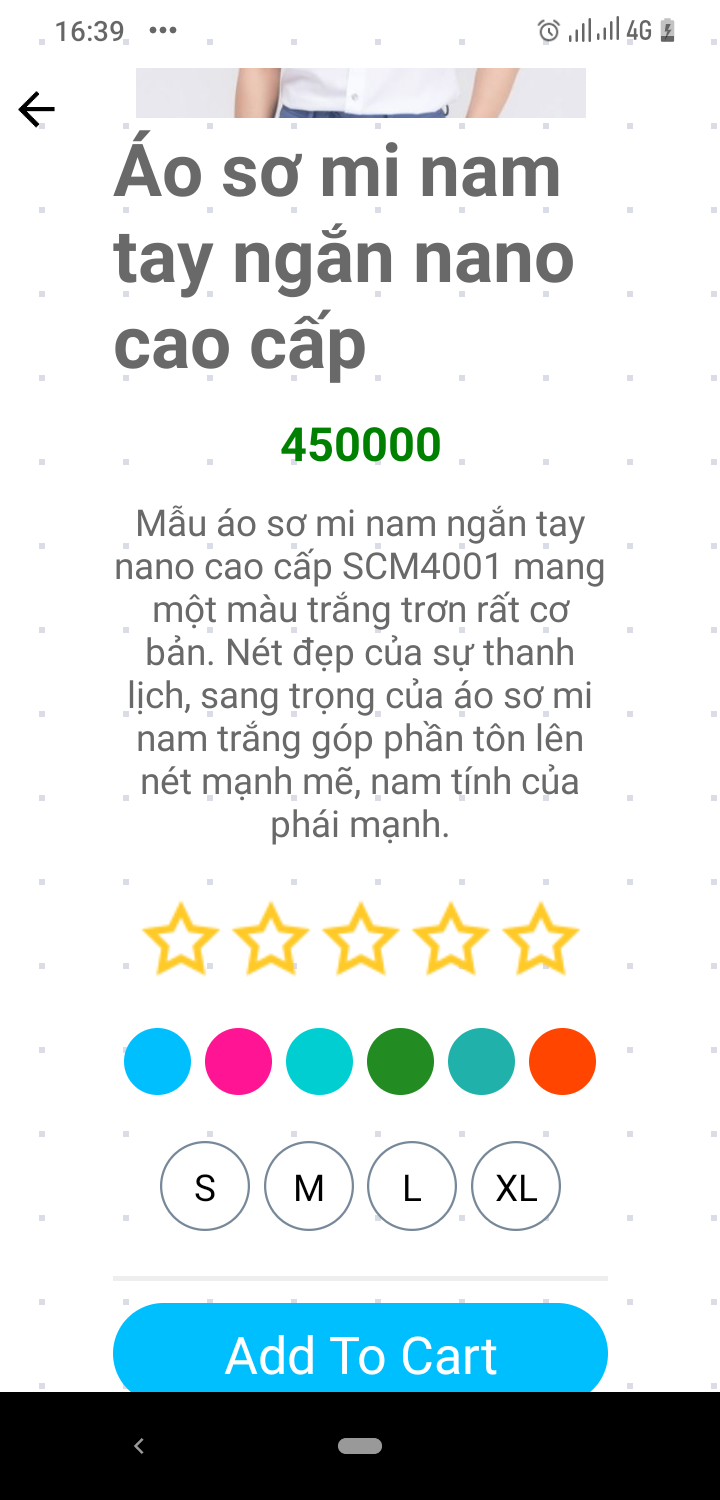 16:39
4G
Áo sơ mi nam
tay ngắn nano
cao cấp
450000
Mẫu áo sơ mi nam ngắn tay
nano cao cấp SCM4001 mang
một màu trắng trơn rất cơ
bản. Nét đẹp của sự thanh
lịch, sang trọng của áo sơ mi
nam trắng góp phần tôn lên
nét mạnh mẽ, nam tính của
phái mạnh.
S M L XL
Add To Cart